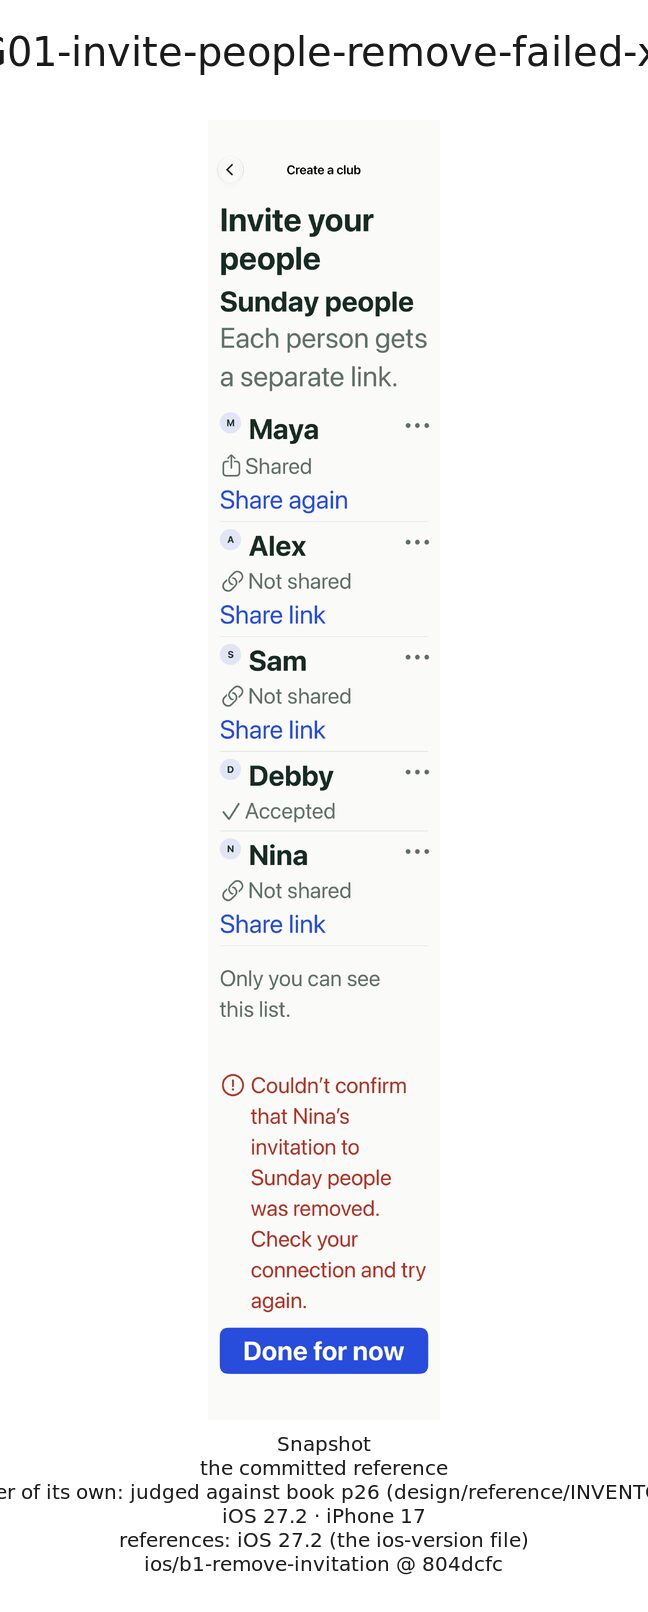 G01-invite-people-remove-failed-x
Create a club
Invite your
people
Sunday people
Each person gets
a separate link.
M Maya
Shared
Share again
A Alex
Not shared
Share link
S Sam
Not shared
Share link
D Debby
Accepted
N Nina
Not shared
Share link
Only you can see
this list.
Couldn’t confirm
that Nina’s
invitation to
Sunday people
was removed.
Check your
connection and try
again.
Done for now
Snapshot
the committed reference
of its own: judged against book p26
iOS 27.2 · iPhone 17
references: iOS 27.2 (the ios-version file)
ios/b1-remove-invitation @ 804dcfc